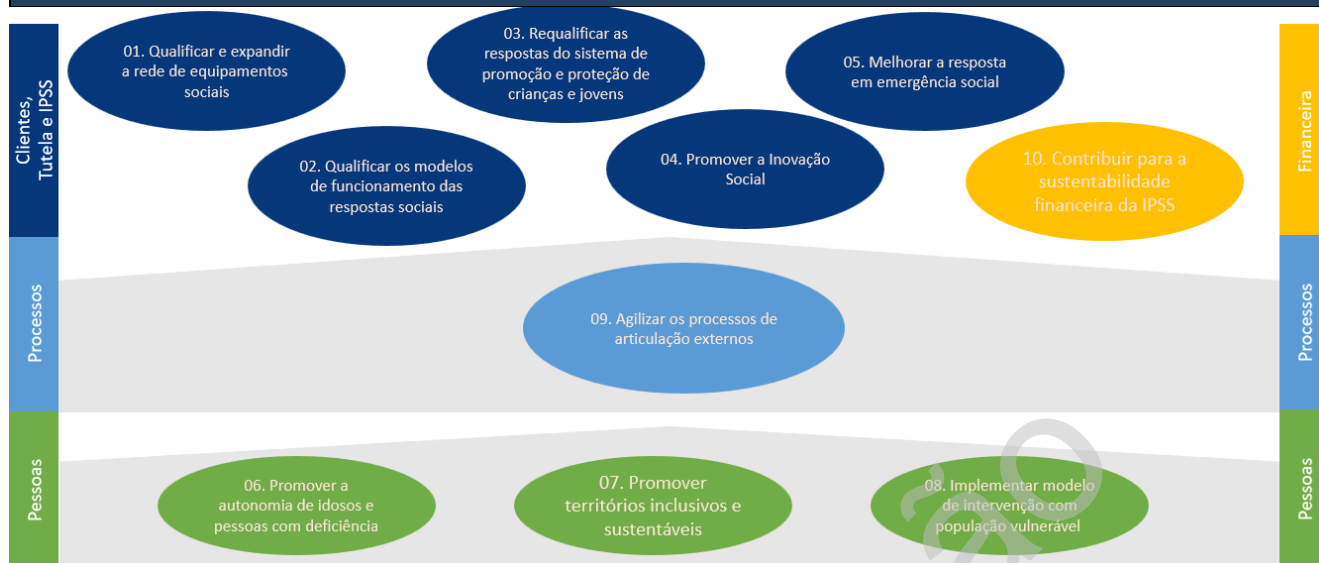 Clientes,
Tutela e IPSS
01. Qualificar e expandir
a rede de equipamentos
sociais
03. Requalificar as
respostas do sistema de
promoção e proteção de
crianças e jovens
05. Melhorar a resposta
em emergência social
02. Qualificar os modelos
de funcionamento das
respostas sociais
04. Promover a Inovação
Social
10. Contribuir para a
sustentabilidade
financeira da IPSS
Financeira
Processos
09. Agilizar os processos de
articulação externos
Processos
Pessoas
06. Promover a
autonomia de idosos e
pessoas com deficiência
07. Promover
territórios inclusivos e
sustentáveis
08. Implementar modelo
de intervenção com
população vulnerável
Pessoas